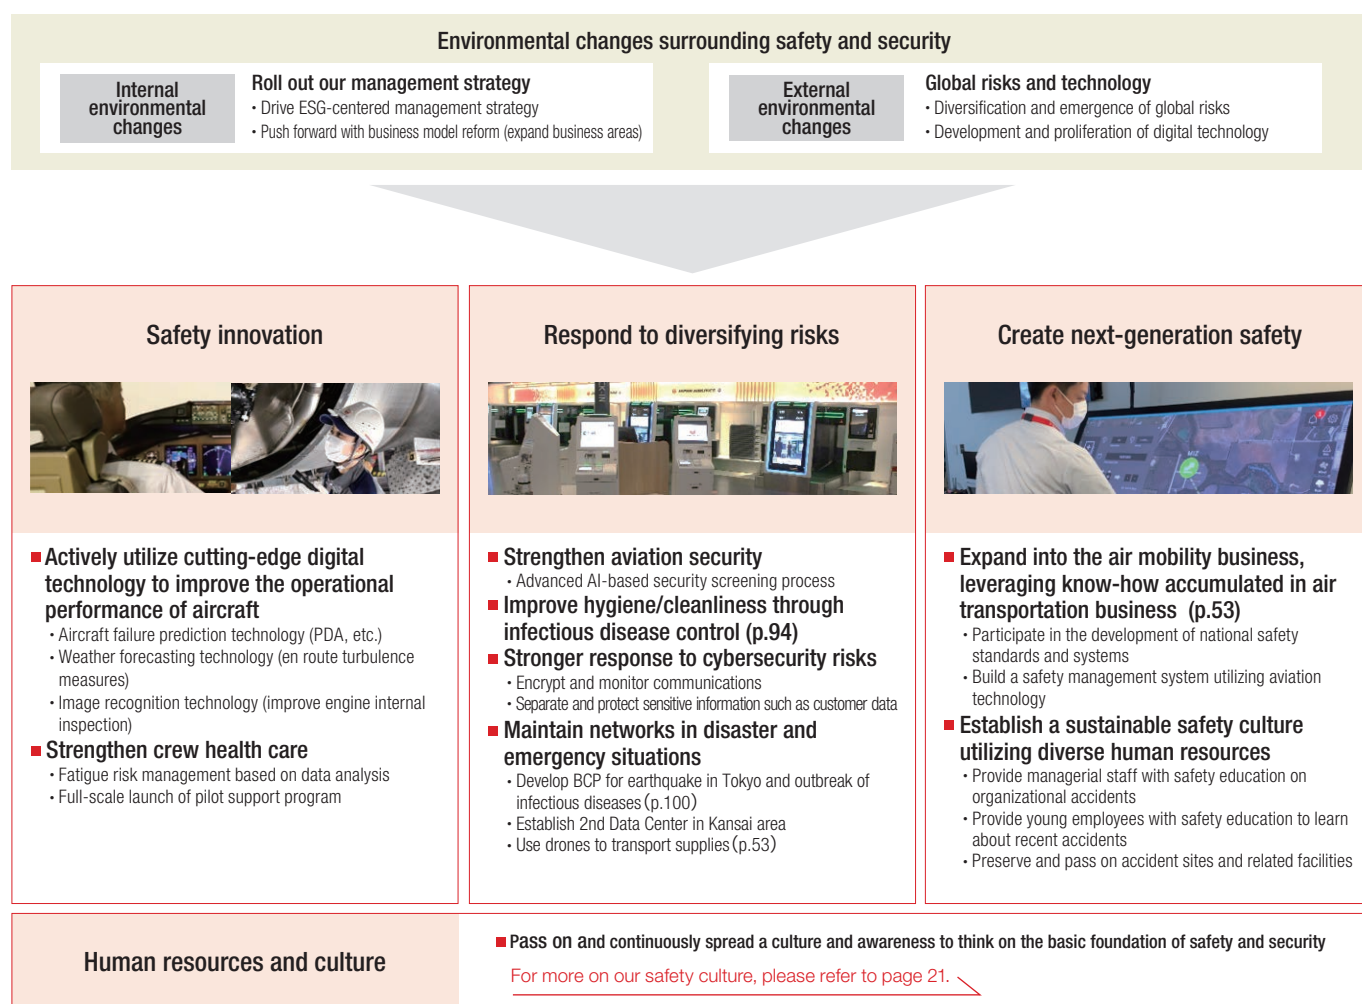 Environmental changes surrounding safety and security
Internal
environmental
changes
Roll out our management strategy
・Drive ESG-centered management strategy
・Push forward with business model reform (expand business areas)
External
environmental
changes
Global risks and technology
・Diversification and emergence of global risks
・Development and proliferation of digital technology
Safety innovation
■Actively utilize cutting-edge digital
technology to improve the operational
performance of aircraft
・Aircraft failure prediction technology (PDA, etc.)
・Weather forecasting technology (en route turbulence
measures)
・Image recognition technology (improve engine internal
inspection)
■Strengthen crew health care
・Fatigue risk management based on data analysis
・Full-scale launch of pilot support program
Respond to diversifying risks
■Strengthen aviation security
・Advanced AI-based security screening process
■Improve hygiene/cleanliness through
infectious disease control (p.94)
■Stronger response to cybersecurity risks
・Encrypt and monitor communications
・Separate and protect sensitive information such as customer data
■Maintain networks in disaster and
emergency situations
・Develop BCP for earthquake in Tokyo and outbreak of
infectious diseases(p.100)
・Establish 2nd Data Center in Kansai area
・Use drones to transport supplies(p.53)
Create next-generation safety
■Expand into the air mobility business,
leveraging know-how accumulated in air
transportation business (p.53)
・Participate in the development of national safety
standards and systems
・Build a safety management system utilizing aviation
technology
■Establish a sustainable safety culture
utilizing diverse human resources
・Provide managerial staff with safety education on
organizational accidents
・Provide young employees with safety education to learn
about recent accidents
・Preserve and pass on accident sites and related facilities
Human resources and culture
■Pass on and continuously spread a culture and awareness to think on the basic foundation of safety and security
For more on our safety culture, please refer to page 21.